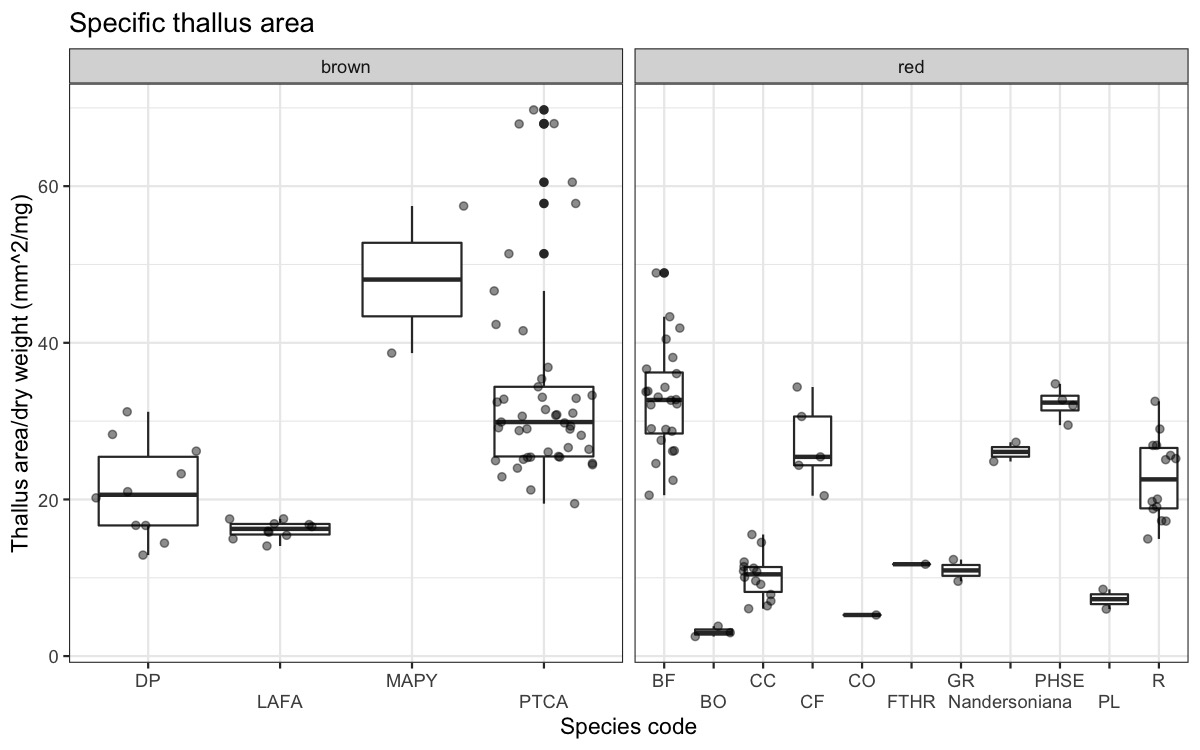 Specific thallus area
brown
red
Thallus area/dry weight (mm^2/mg)
60
40
20
0
DP
LAFA
MAPY
PTCA
BF
BO
CC
CF
CO
FTHR
GR
Nandersoniana
PHSE
PL
R
Species code